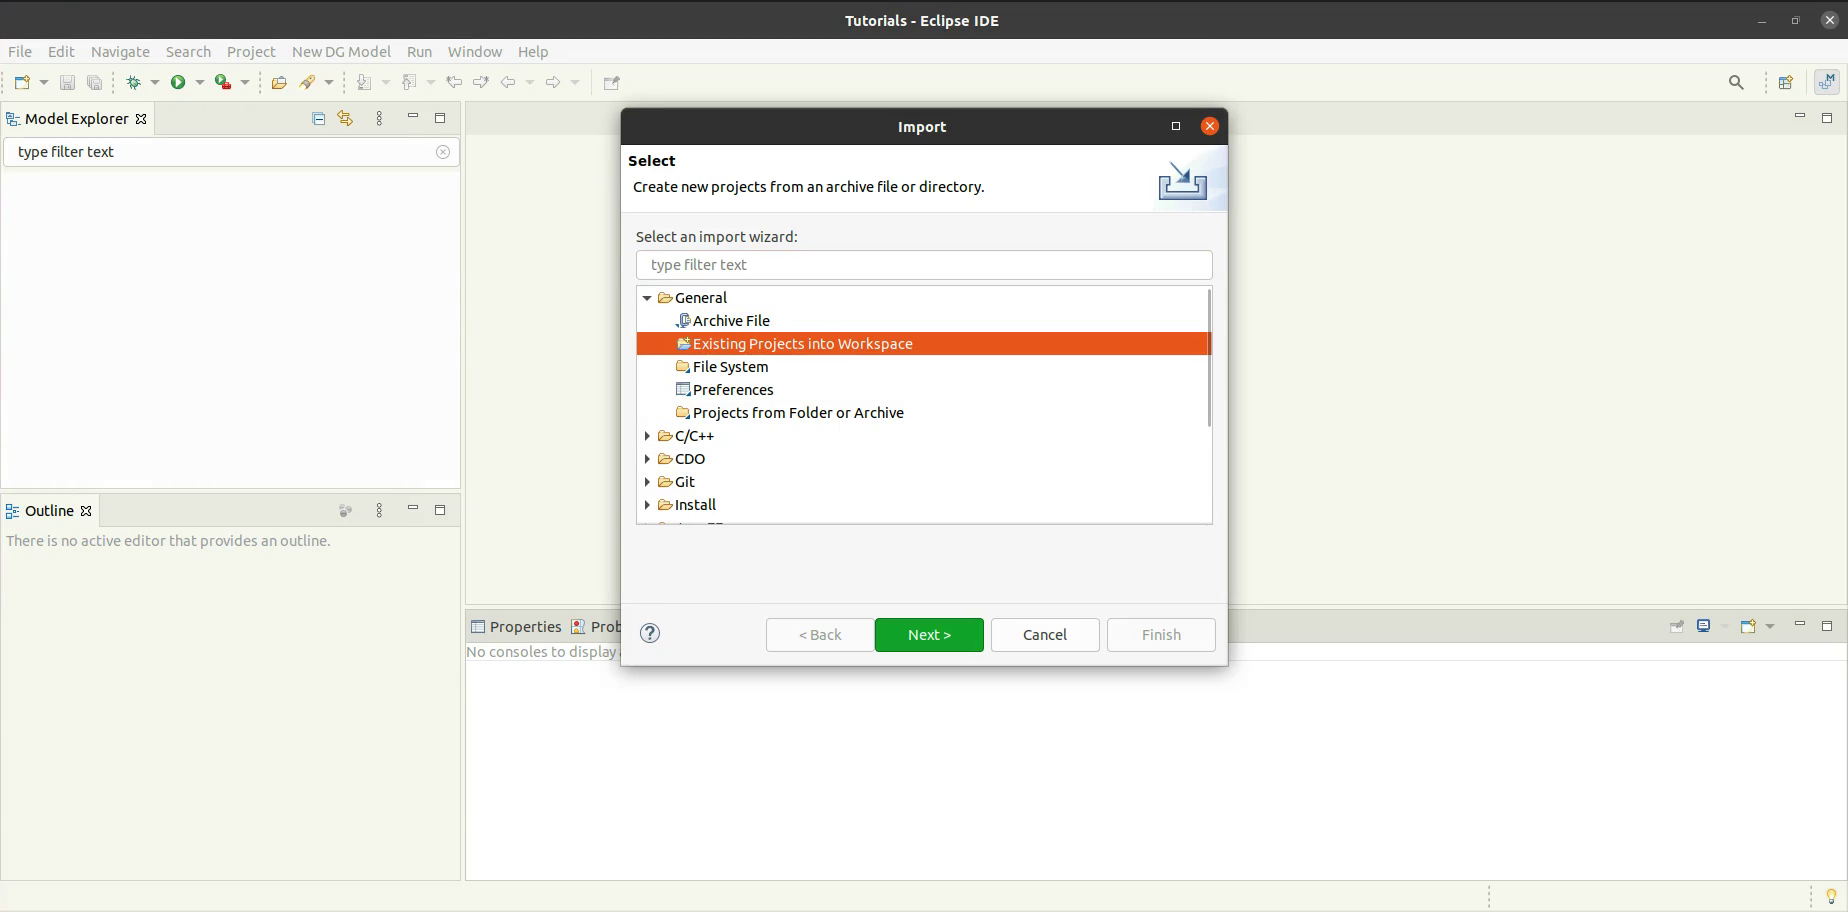 Tutorials - Eclipse IDE
File Edit Navigate Search Project New DG Model Run Window Help
Model Explorer
type filter text
Outline
There is no active editor that provides an outline.
Import
Select
Create new projects from an archive file or directory.
Select an import wizard:
type filter text
General
Archive File
Existing Projects into Workspace
File System
Preferences
Projects from Folder or Archive
C/C++
CDO
Git
Install
< Back Next > Cancel Finish
Properties Prob
No consoles to display